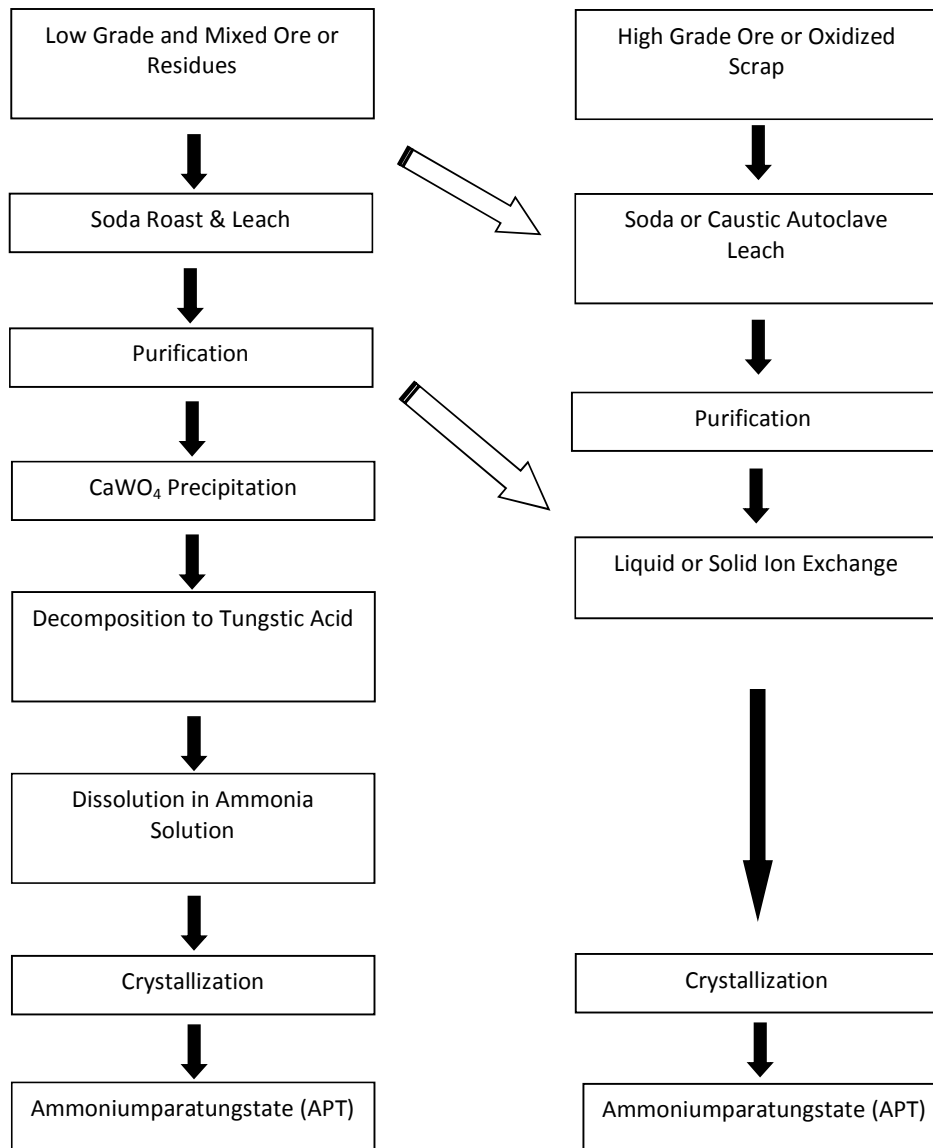 Low Grade and Mixed Ore or
Residues
Soda Roast & Leach
Purification
CaWO₄ Precipitation
Decomposition to Tungstic Acid
Dissolution in Ammonia
Solution
Crystallization
Ammoniumparatungstate (APT)
High Grade Ore or Oxidized
Scrap
Soda or Caustic Autoclave
Leach
Purification
Liquid or Solid Ion Exchange
Crystallization
Ammoniumparatungstate (APT)